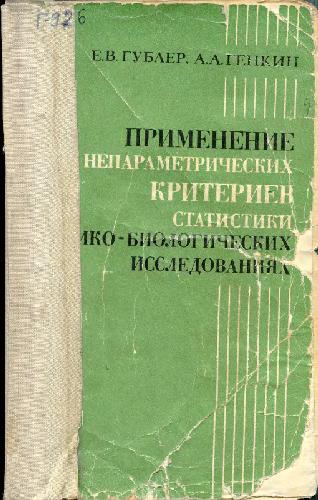 Г-926
Е.В. ГУБЛЕР, А.А. ГЕНКИН
ПРИМЕНЕНИЕ
НЕПАРАМЕТРИЧЕСКИХ
КРИТЕРИЕВ
СТАТИСТИКИ
ИКО-БИОЛОГИЧЕСКИХ
ИССЛЕДОВАНИЯХ